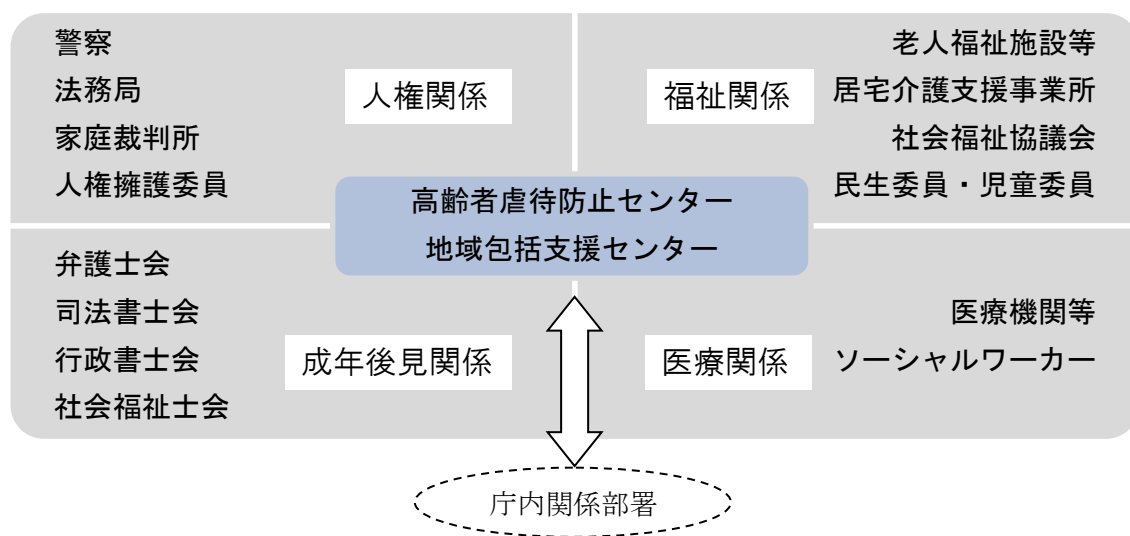 警察
法務局
家庭裁判所
人権擁護委員
人権関係
福祉関係
老人福祉施設等
居宅介護支援事業所
社会福祉協議会
民生委員・児童委員
高齢者虐待防止センター
地域包括支援センター
弁護士会
司法書士会
行政書士会
社会福祉士会
成年後見関係
医療関係
医療機関等
ソーシャルワーカー
庁内関係部署